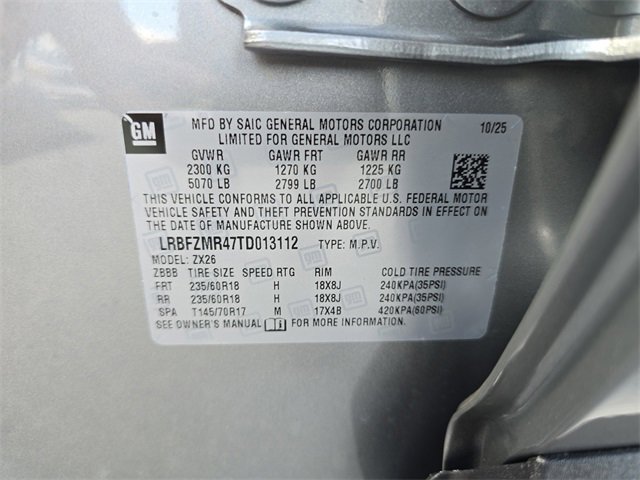 GM
MFD BY SAIC GENERAL MOTORS CORPORATION 10/25
LIMITED FOR GENERAL MOTORS LLC
GVWR GAWR FRT GAWR RR
2300 KG 1270 KG 1225 KG
5070 LB 2799 LB 2700 LB
THIS VEHICLE CONFORMS TO ALL APPLICABLE U.S. FEDERAL MOTOR
VEHICLE SAFETY AND THEFT PREVENTION STANDARDS IN EFFECT ON
THE DATE OF MANUFACTURE SHOWN ABOVE.
LRBFZMR47TD013112 TYPE: M.P.V.
MODEL: ZX26
ZBBB TIRE SIZE SPEED RTG RIM COLD TIRE PRESSURE
FRT 235/60R18 H 18X8J 240KPA(35PSI)
RR 235/60R18 H 18X8J 240KPA(35PSI)
SPA T145/70R17 M 17X4B 420KPA(60PSI)
SEE OWNER'S MANUAL FOR MORE INFORMATION.